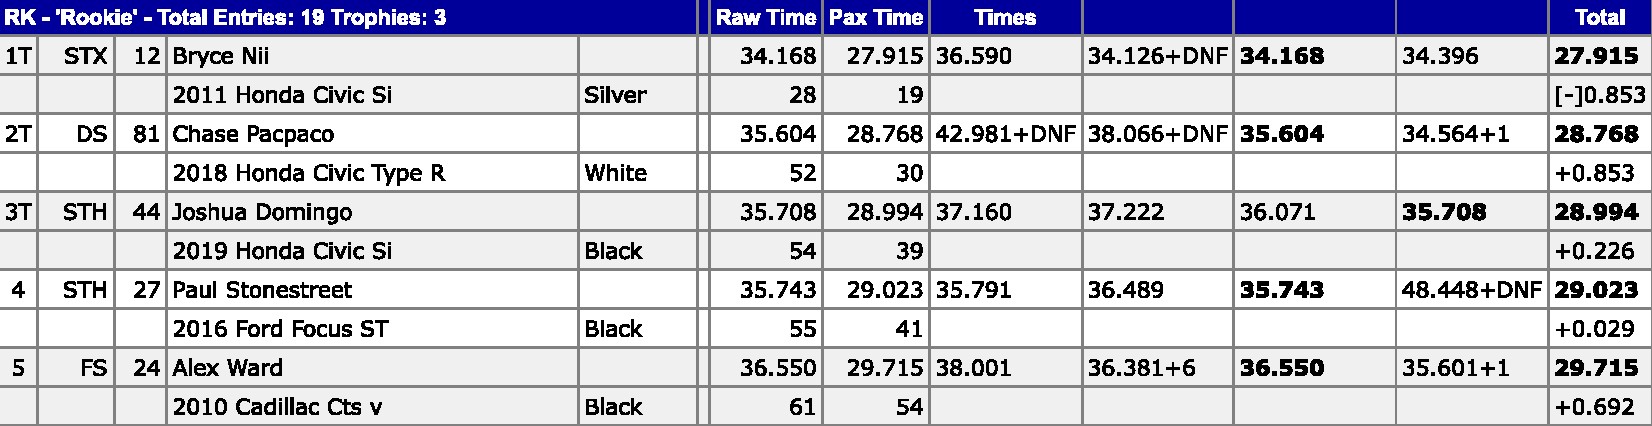 RK - 'Rookie' - Total Entries: 19 Trophies: 3 Raw Time Pax Time Times Total
1T STX 12 Bryce Nii 34.168 27.915 36.590 34.126+DNF 34.168 34.396 27.915
2011 Honda Civic Si Silver 28 19 [-]0.853
2T DS 81 Chase Pacpaco 35.604 28.768 42.981+DNF 38.066+DNF 35.604 34.564+1 28.768
2018 Honda Civic Type R White 52 30 +0.853
3T STH 44 Joshua Domingo 35.708 28.994 37.160 37.222 36.071 35.708 28.994
2019 Honda Civic Si Black 54 39 +0.226
4 STH 27 Paul Stonestreet 35.743 29.023 35.791 36.489 35.743 48.448+DNF 29.023
2016 Ford Focus ST Black 55 41 +0.029
5 FS 24 Alex Ward 36.550 29.715 38.001 36.381+6 36.550 35.601+1 29.715
2010 Cadillac Cts v Black 61 54 +0.692